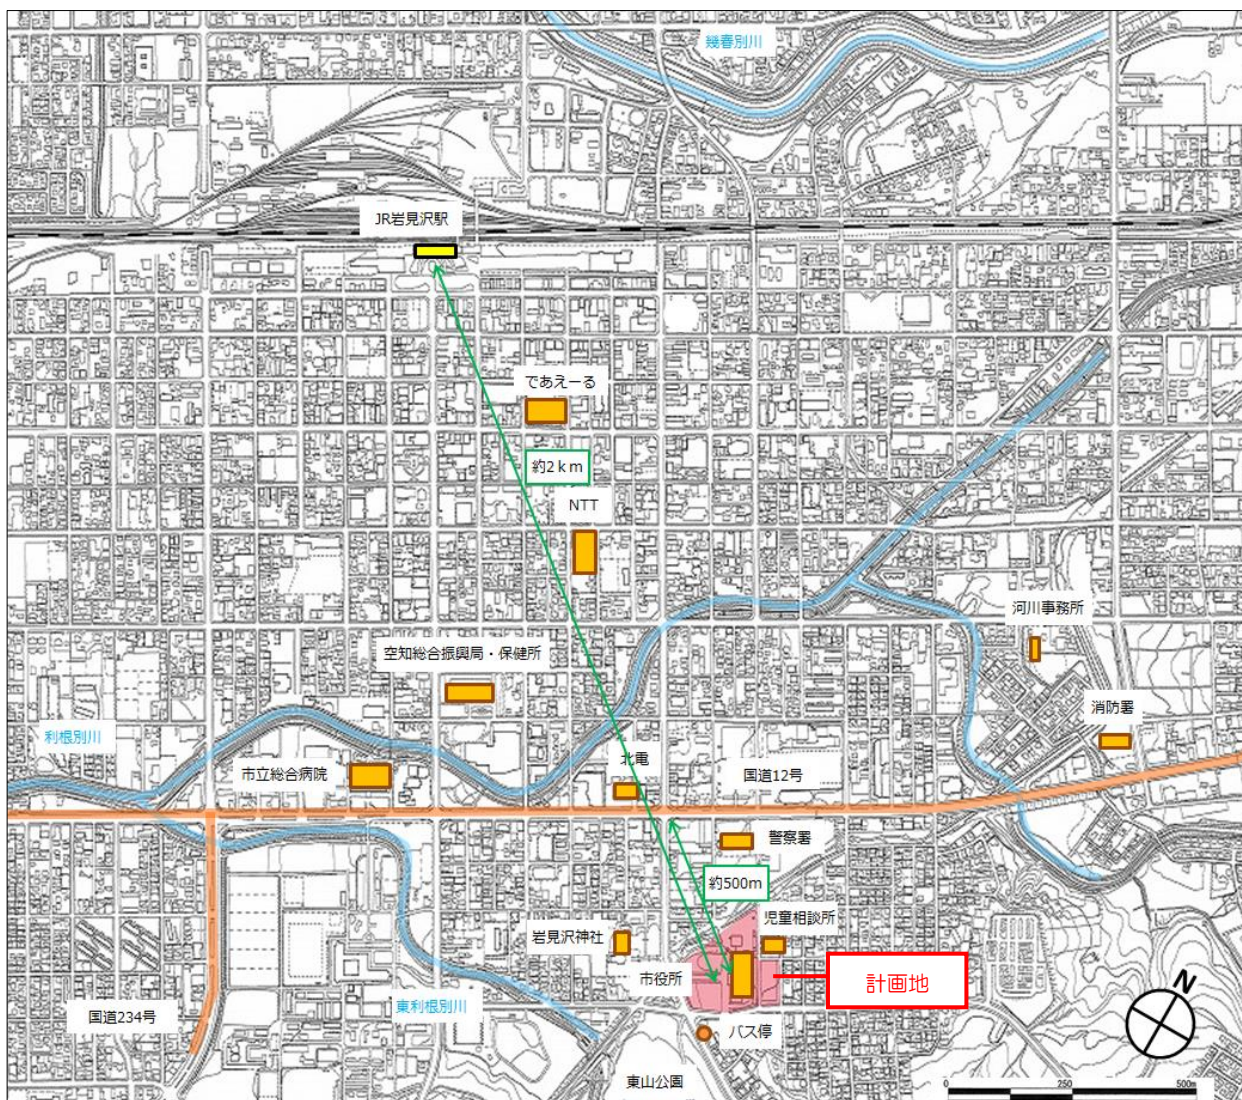 幾春別川
JR岩見沢駅
であえーる
約2ｋｍ
NTT
河川事務所
空知総合振興局・保健所
消防署
利根別川
北電
市立総合病院
国道12号
警察署
約500m
児童相談所
岩見沢神社
市役所
計画地
N
東利根別川
国道234号
バス停
東山公園
0 250 500m